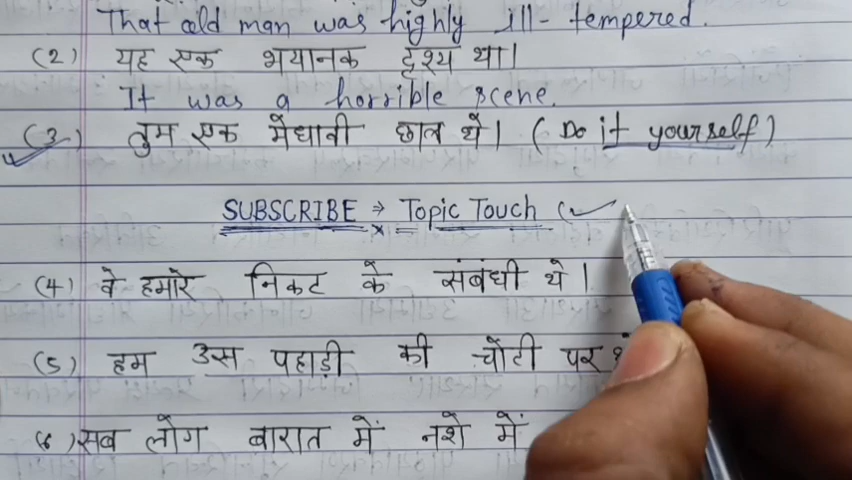 That old man was highly ill-tempered.
(2) यह एक भयानक दृश्य था।
It was a horrible scene.
(3) तुम एक मेधावी छात्र थे। (Do it yourself)
SUBSCRIBE → Topic Touch
(4) वे हमारे निकट के संबंधी थे।
(5) हम उस पहाड़ी की चोटी पर
(6) सब लोग बारात में नशे में